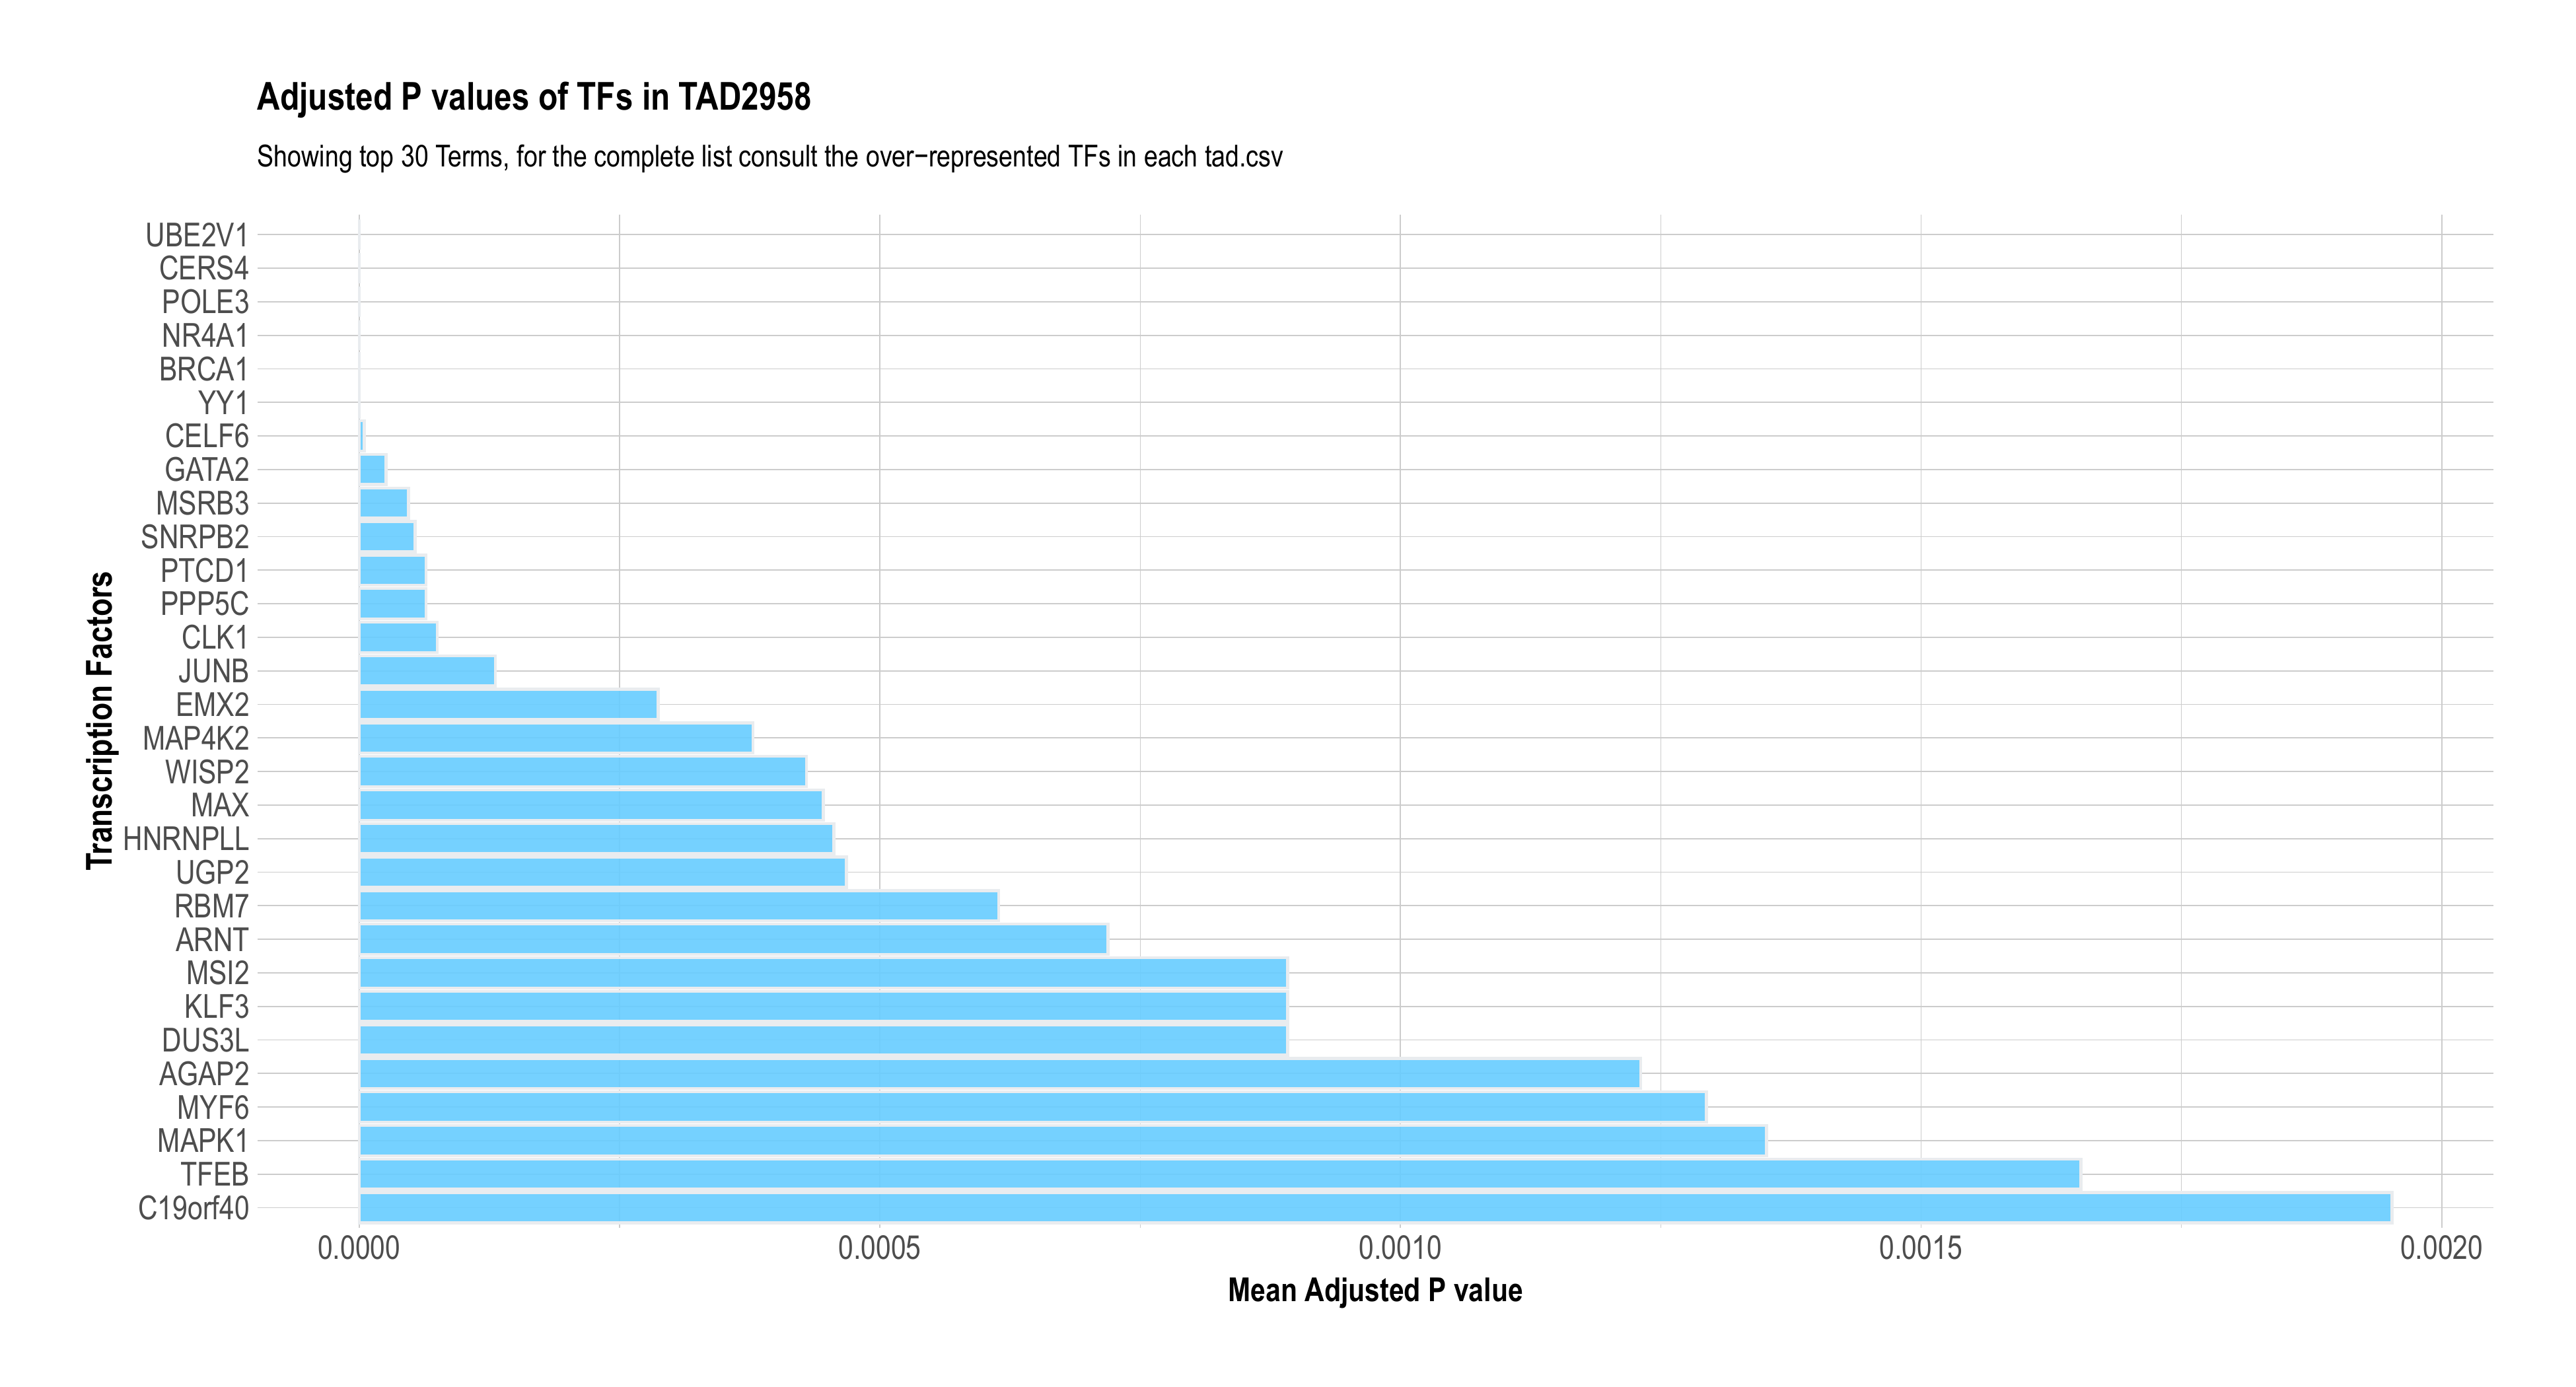 Adjusted P values of TFs in TAD2958
Showing top 30 Terms, for the complete list consult the over−represented TFs in each tad.csv
Transcription Factors
UBE2V1
CERS4
POLE3
NR4A1
BRCA1
YY1
CELF6
GATA2
MSRB3
SNRPB2
PTCD1
PPP5C
CLK1
JUNB
EMX2
MAP4K2
WISP2
MAX
HNRNPLL
UGP2
RBM7
ARNT
MSI2
KLF3
DUS3L
AGAP2
MYF6
MAPK1
TFEB
C19orf40
0.0000 0.0005 0.0010 0.0015 0.0020
Mean Adjusted P value